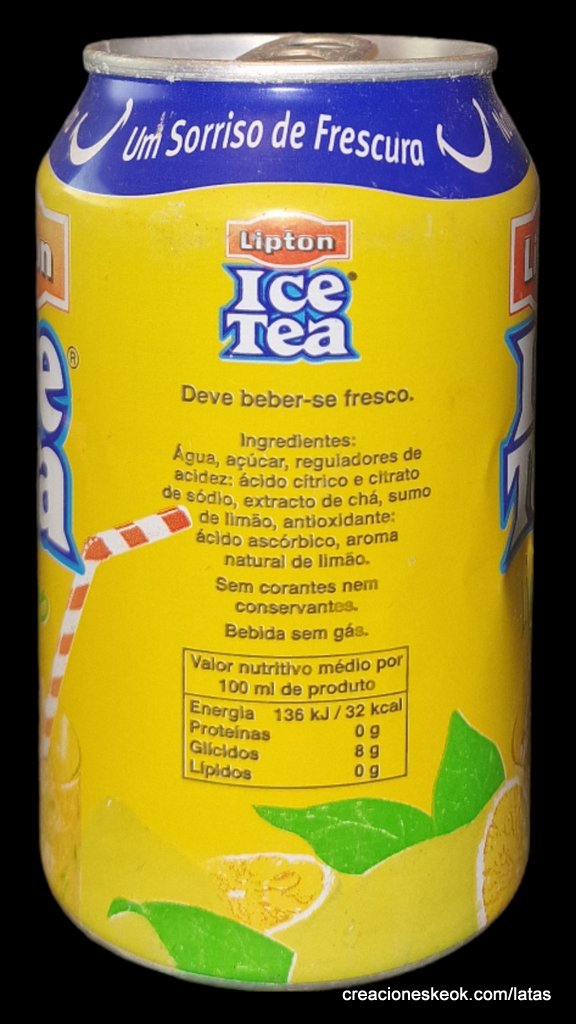 Um Sorriso de Frescura
Lipton
ICe
Tea
Deve beber-se fresco.
Ingredientes:
Água, açúcar, reguladores de
acidez: ácido cítrico e citrato
de sódio, extracto de chá, sumo
de limão, antioxidante:
ácido ascórbico, aroma
natural de limão.
Sem corantes nem
conservantes.
Bebida sem gás.
Valor nutritivo médio por
100 ml de produto
Energia 136 kJ / 32 kcal
Proteínas 0 g
Glícidos 8 g
Lípidos 0 g
creacioneskeok.com/latas